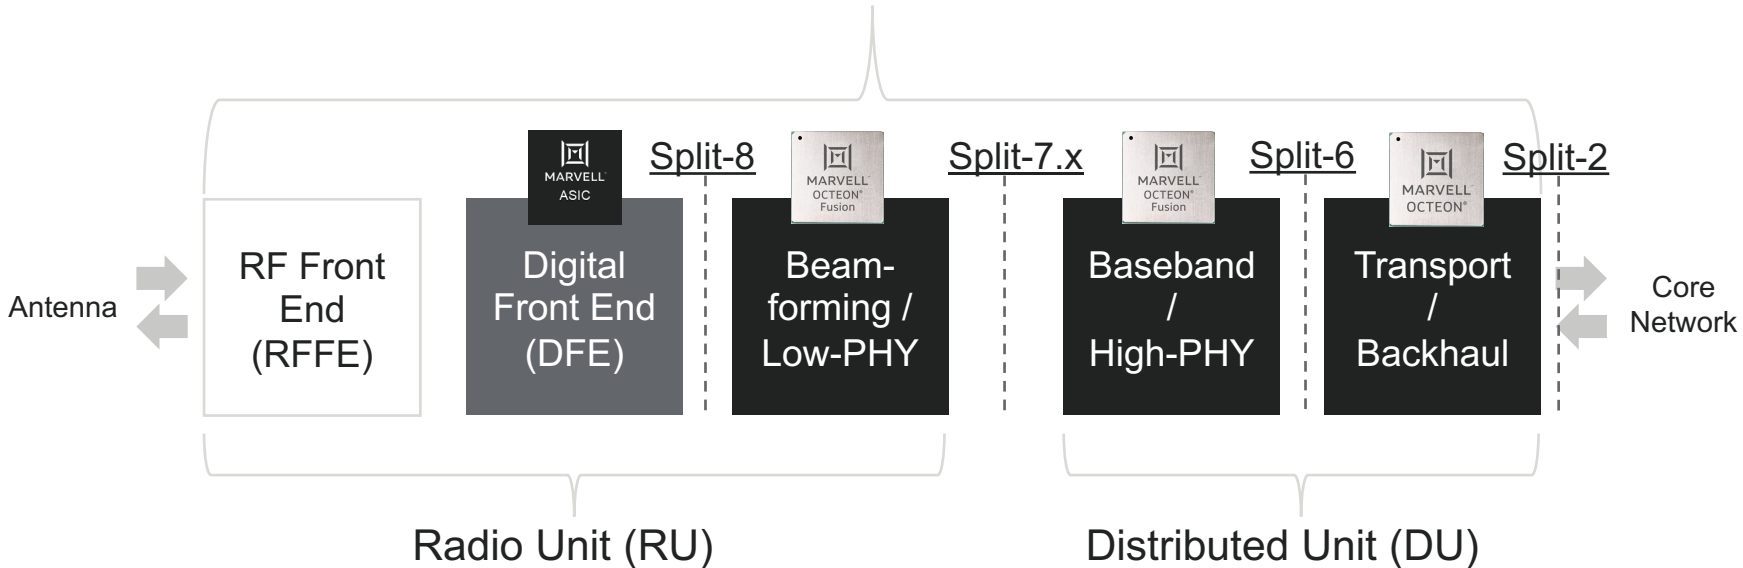 MARVELL
ASIC
Split-8
MARVELL
OCTEON®
Fusion
Split-7.x
MARVELL
OCTEON®
Fusion
Split-6
MARVELL
OCTEON®
Split-2
Antenna
RF Front
End
(RFFE)
Digital
Front End
(DFE)
Beam-
forming /
Low-PHY
Baseband
/
High-PHY
Transport
/
Backhaul
Core
Network
Radio Unit (RU)
Distributed Unit (DU)